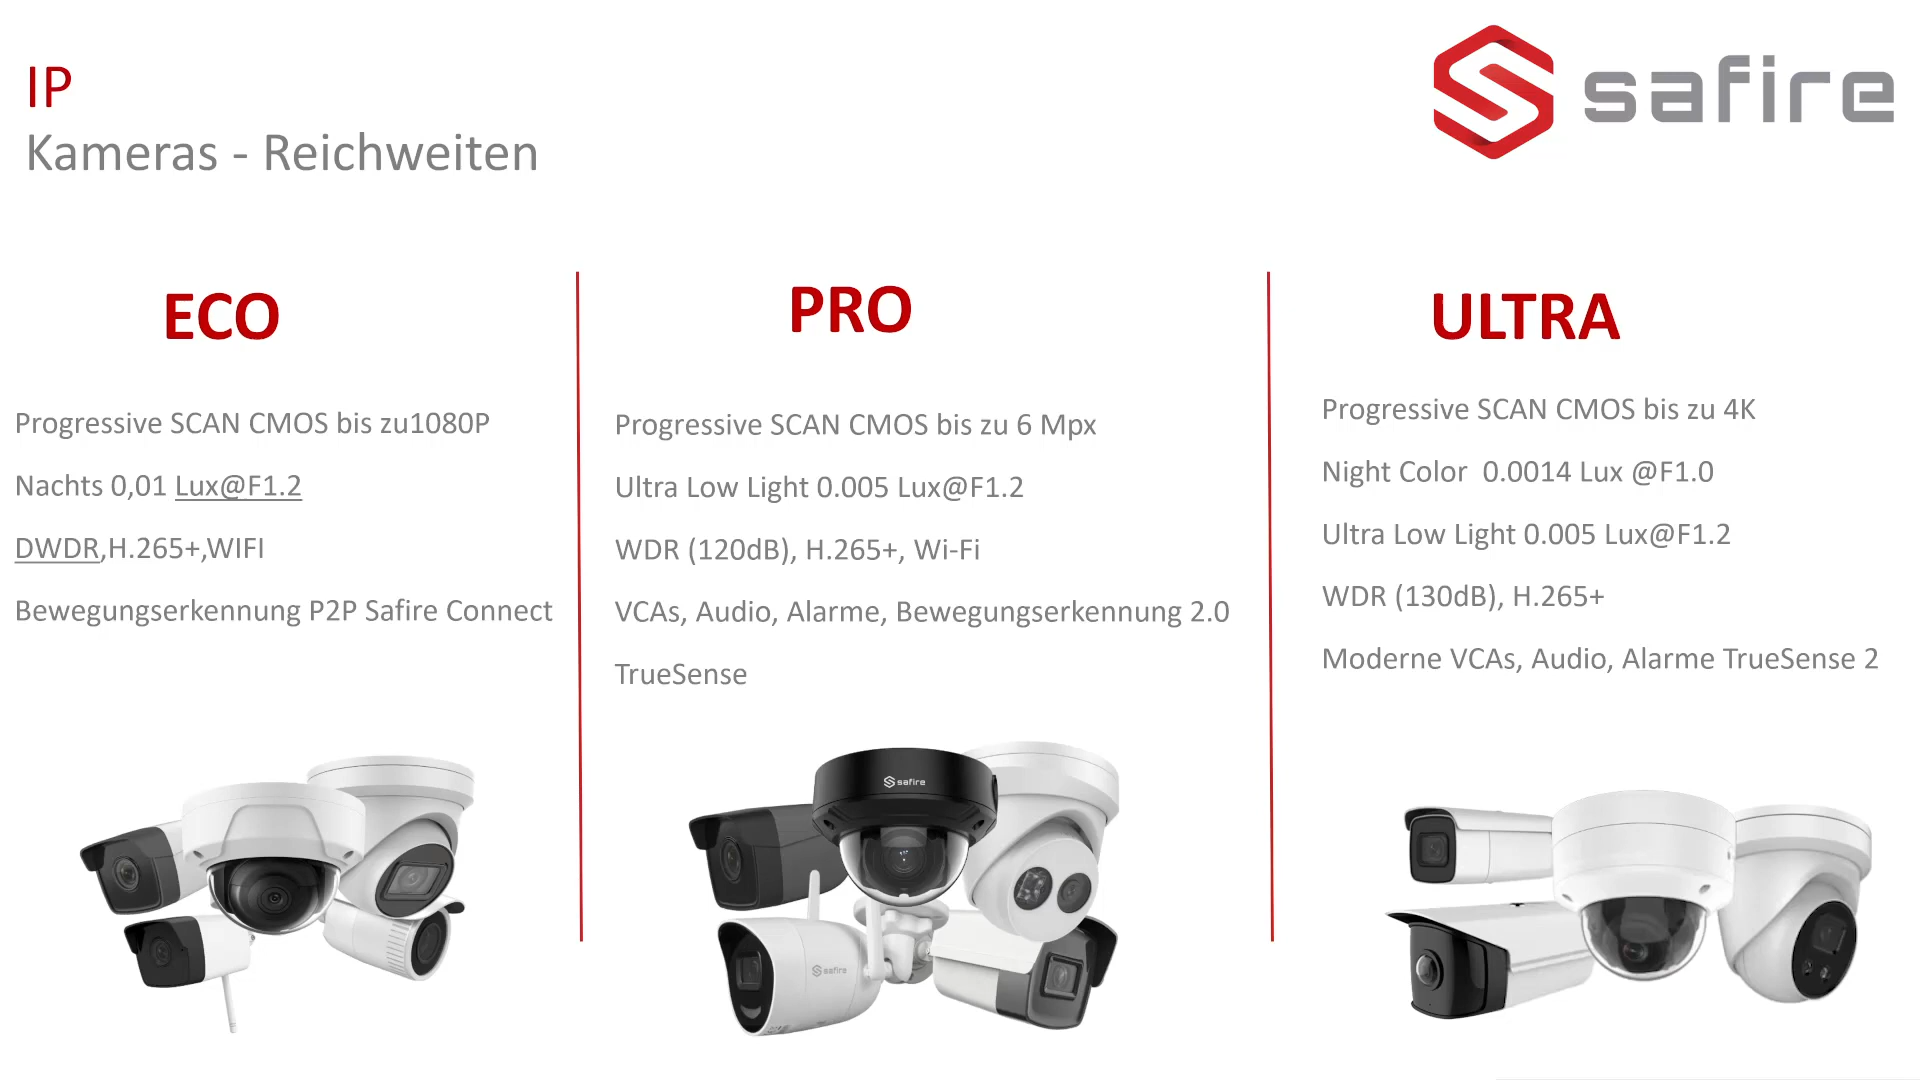 IP
Kameras - Reichweiten
safire
ECO
Progressive SCAN CMOS bis zu1080P
Nachts 0,01 Lux@F1.2
DWDR,H.265+,WIFI
Bewegungserkennung P2P Safire Connect
PRO
Progressive SCAN CMOS bis zu 6 Mpx
Ultra Low Light 0.005 Lux@F1.2
WDR (120dB), H.265+, Wi-Fi
VCAs, Audio, Alarme, Bewegungserkennung 2.0
TrueSense
safire
safire
ULTRA
Progressive SCAN CMOS bis zu 4K
Night Color  0.0014 Lux @F1.0
Ultra Low Light 0.005 Lux@F1.2
WDR (130dB), H.265+
Moderne VCAs, Audio, Alarme TrueSense 2